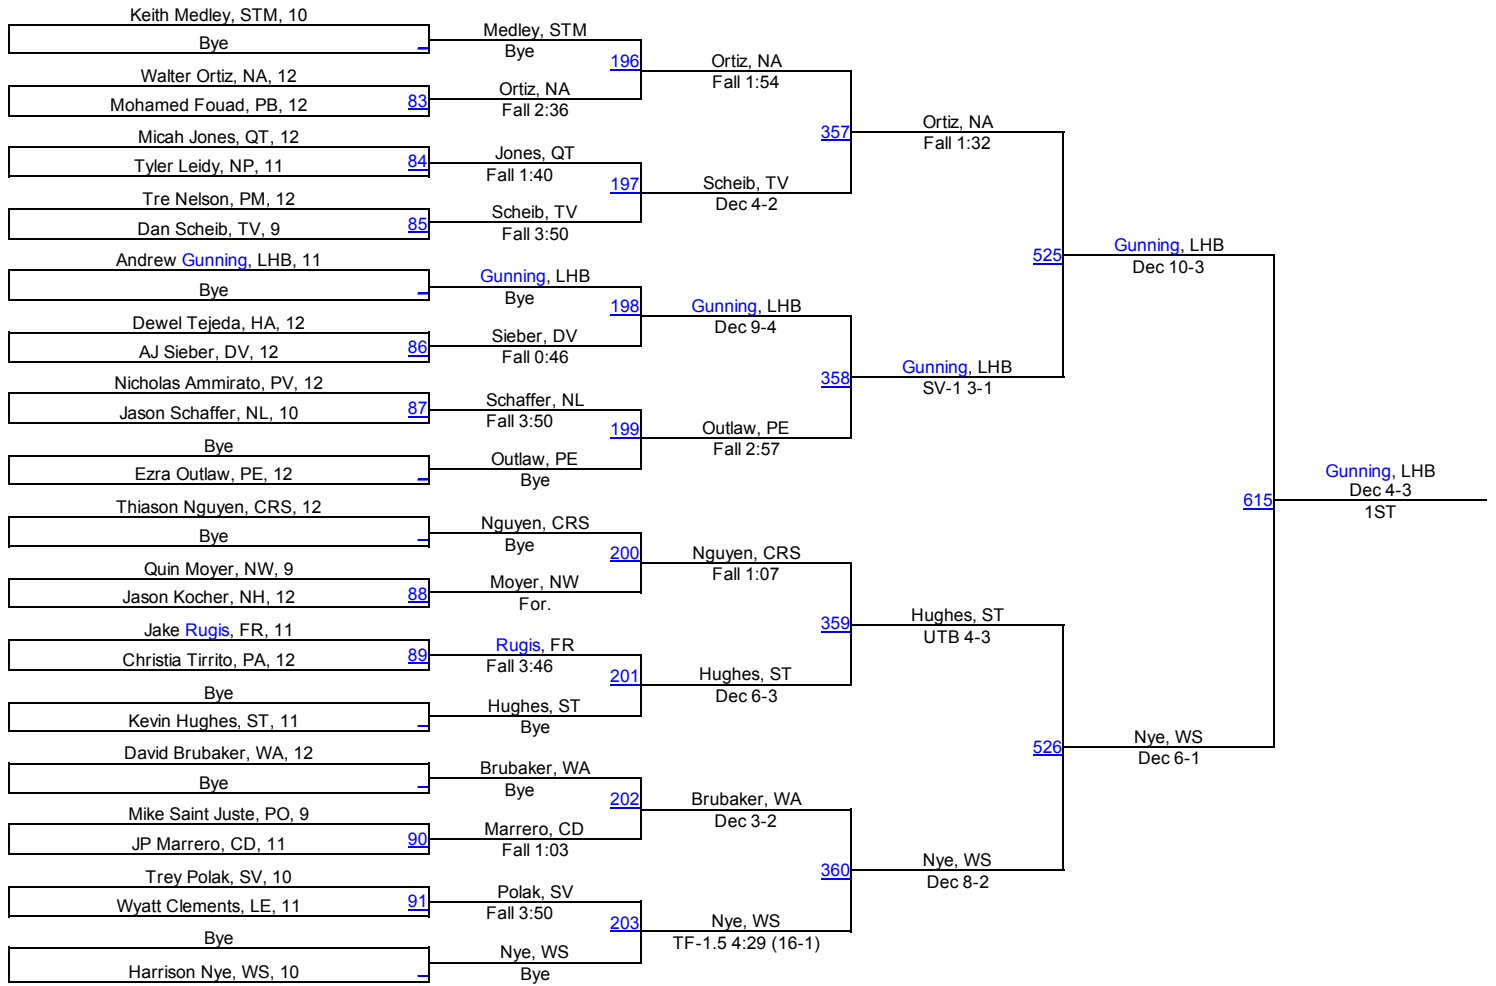 Keith Medley, STM, 10
Bye
Walter Ortiz, NA, 12
Mohamed Fouad, PB, 12
83
Micah Jones, QT, 12
Tyler Leidy, NP, 11
84
Tre Nelson, PM, 12
Dan Scheib, TV, 9
85
Andrew Gunning, LHB, 11
Bye
Dewel Tejeda, HA, 12
AJ Sieber, DV, 12
86
Nicholas Ammirato, PV, 12
Jason Schaffer, NL, 10
87
Bye
Ezra Outlaw, PE, 12
Thiason Nguyen, CRS, 12
Bye
Quin Moyer, NW, 9
Jason Kocher, NH, 12
88
Jake Rugis, FR, 11
Christia Tirrito, PA, 12
89
Bye
Kevin Hughes, ST, 11
David Brubaker, WA, 12
Bye
Mike Saint Juste, PO, 9
JP Marrero, CD, 11
90
Trey Polak, SV, 10
Wyatt Clements, LE, 11
91
Bye
Harrison Nye, WS, 10
Medley, STM
Bye
196
Ortiz, NA
Fall 2:36
Jones, QT
Fall 1:40
197
Scheib, TV
Fall 3:50
Gunning, LHB
Bye
198
Sieber, DV
Fall 0:46
Schaffer, NL
Fall 3:50
199
Outlaw, PE
Bye
Nguyen, CRS
Bye
200
Moyer, NW
For.
Rugis, FR
Fall 3:46
201
Hughes, ST
Bye
Brubaker, WA
Bye
202
Marrero, CD
Fall 1:03
Polak, SV
Fall 3:50
203
Nye, WS
Bye
Ortiz, NA
Fall 1:54
357
Scheib, TV
Dec 4-2
Gunning, LHB
Dec 9-4
358
Outlaw, PE
Fall 2:57
Nguyen, CRS
Fall 1:07
359
Hughes, ST
Dec 6-3
Brubaker, WA
Dec 3-2
360
Nye, WS
TF-1.5 4:29 (16-1)
Ortiz, NA
Fall 1:32
525
Gunning, LHB
SV-1 3-1
Hughes, ST
UTB 4-3
526
Nye, WS
Dec 8-2
Gunning, LHB
Dec 10-3
615
Nye, WS
Dec 6-1
Gunning, LHB
Dec 4-3
1ST